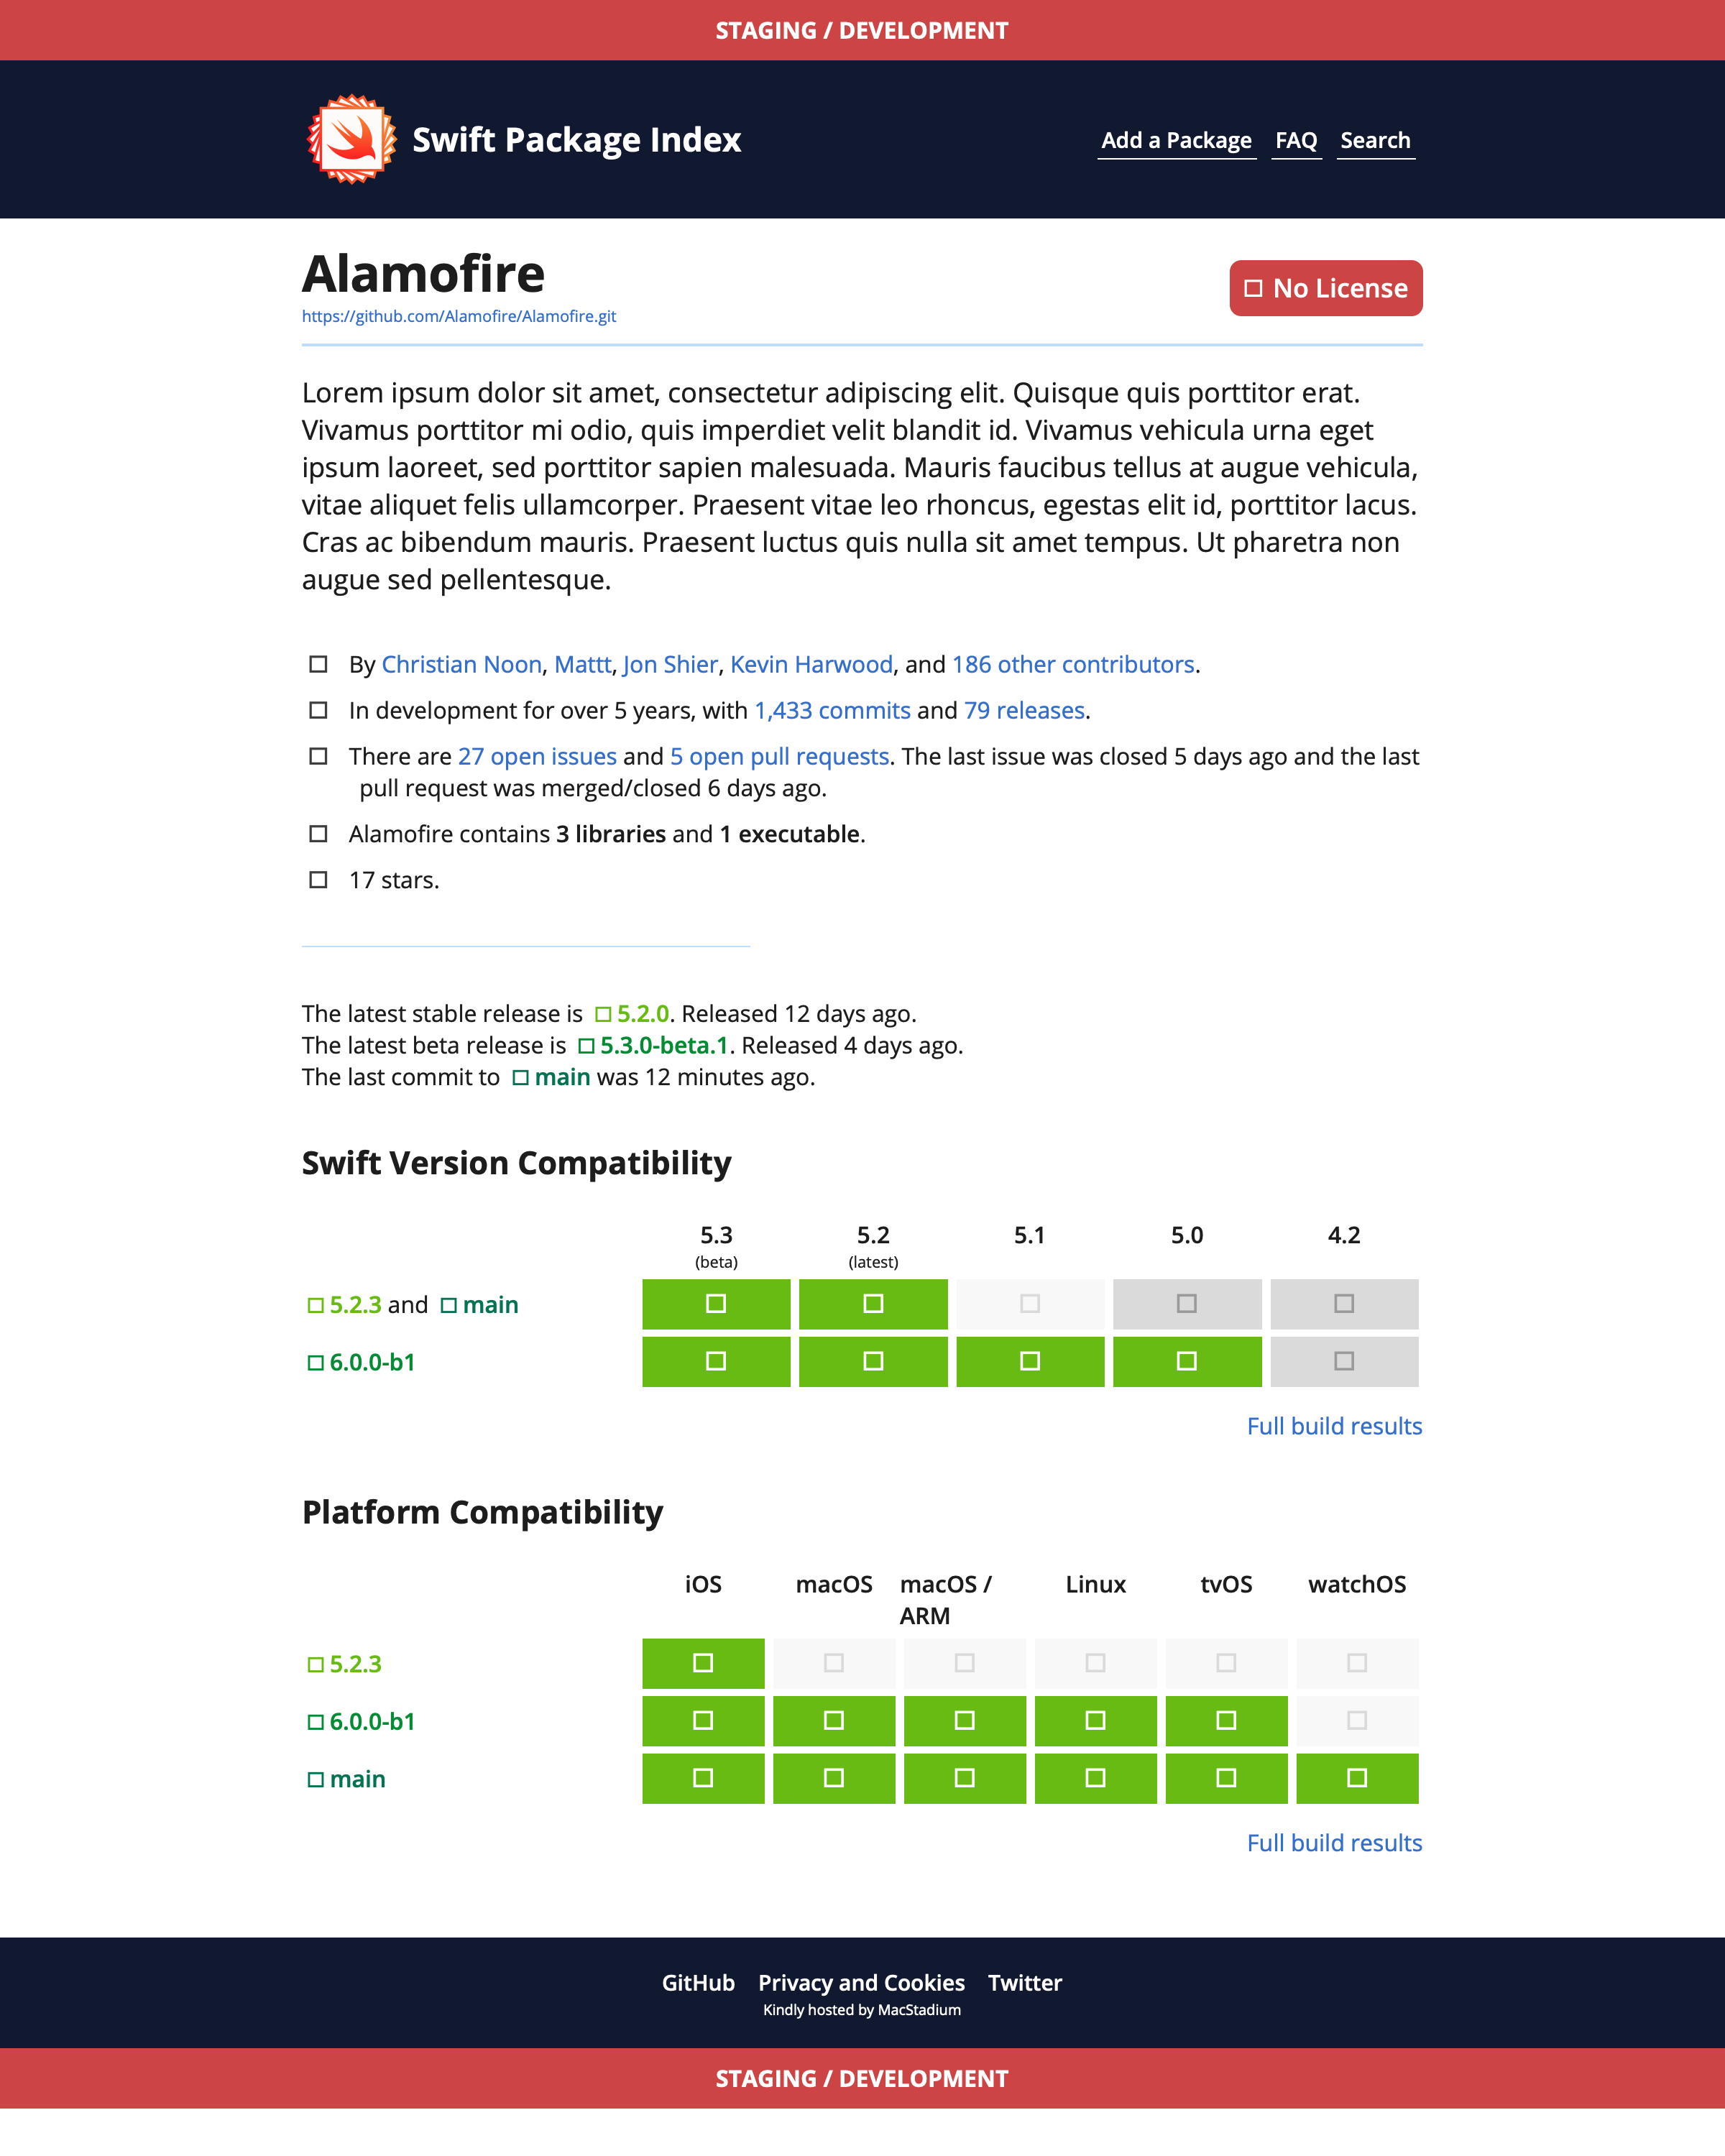 STAGING / DEVELOPMENT
Swift Package Index
Add a Package FAQ Search
Alamofire
No License
https://github.com/Alamofire/Alamofire.git
Lorem ipsum dolor sit amet, consectetur adipiscing elit. Quisque quis porttitor erat.
Vivamus porttitor mi odio, quis imperdiet velit blandit id. Vivamus vehicula urna eget
ipsum laoreet, sed porttitor sapien malesuada. Mauris faucibus tellus at augue vehicula,
vitae aliquet felis ullamcorper. Praesent vitae leo rhoncus, egestas elit id, porttitor lacus.
Cras ac bibendum mauris. Praesent luctus quis nulla sit amet tempus. Ut pharetra non
augue sed pellentesque.
By Christian Noon, Mattt, Jon Shier, Kevin Harwood, and 186 other contributors.
In development for over 5 years, with 1,433 commits and 79 releases.
There are 27 open issues and 5 open pull requests. The last issue was closed 5 days ago and the last
pull request was merged/closed 6 days ago.
Alamofire contains 3 libraries and 1 executable.
17 stars.
The latest stable release is 5.2.0. Released 12 days ago.
The latest beta release is 5.3.0-beta.1. Released 4 days ago.
The last commit to main was 12 minutes ago.
Swift Version Compatibility
5.3 5.2 5.1 5.0 4.2
(beta) (latest)
5.2.3 and main
6.0.0-b1
Full build results
Platform Compatibility
iOS macOS macOS / Linux tvOS watchOS
ARM
5.2.3
6.0.0-b1
main
Full build results
GitHub Privacy and Cookies Twitter
Kindly hosted by MacStadium
STAGING / DEVELOPMENT